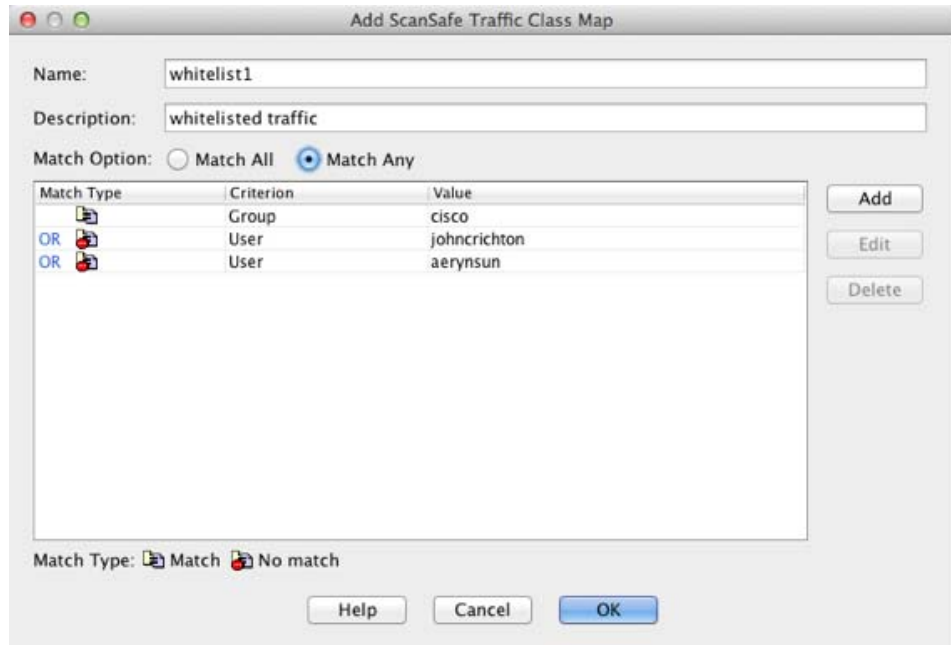 Add ScanSafe Traffic Class Map
Name: whitelist1
Description: whitelisted traffic
Match Option: Match All Match Any
Match Type Criterion Value Add
Group cisco
OR User johncrichton Edit
OR User aerynsun
Delete
Match Type: Match No match
Help Cancel OK